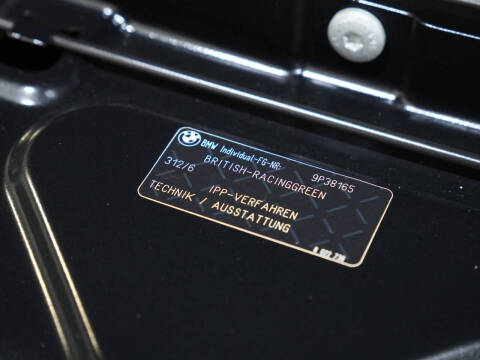 BMW Individual-FG-NR- 9P38165
312/6 BRITISH-RACINGGREEN
IPP-VERFAHREN
TECHNIK / AUSSTATTUNG